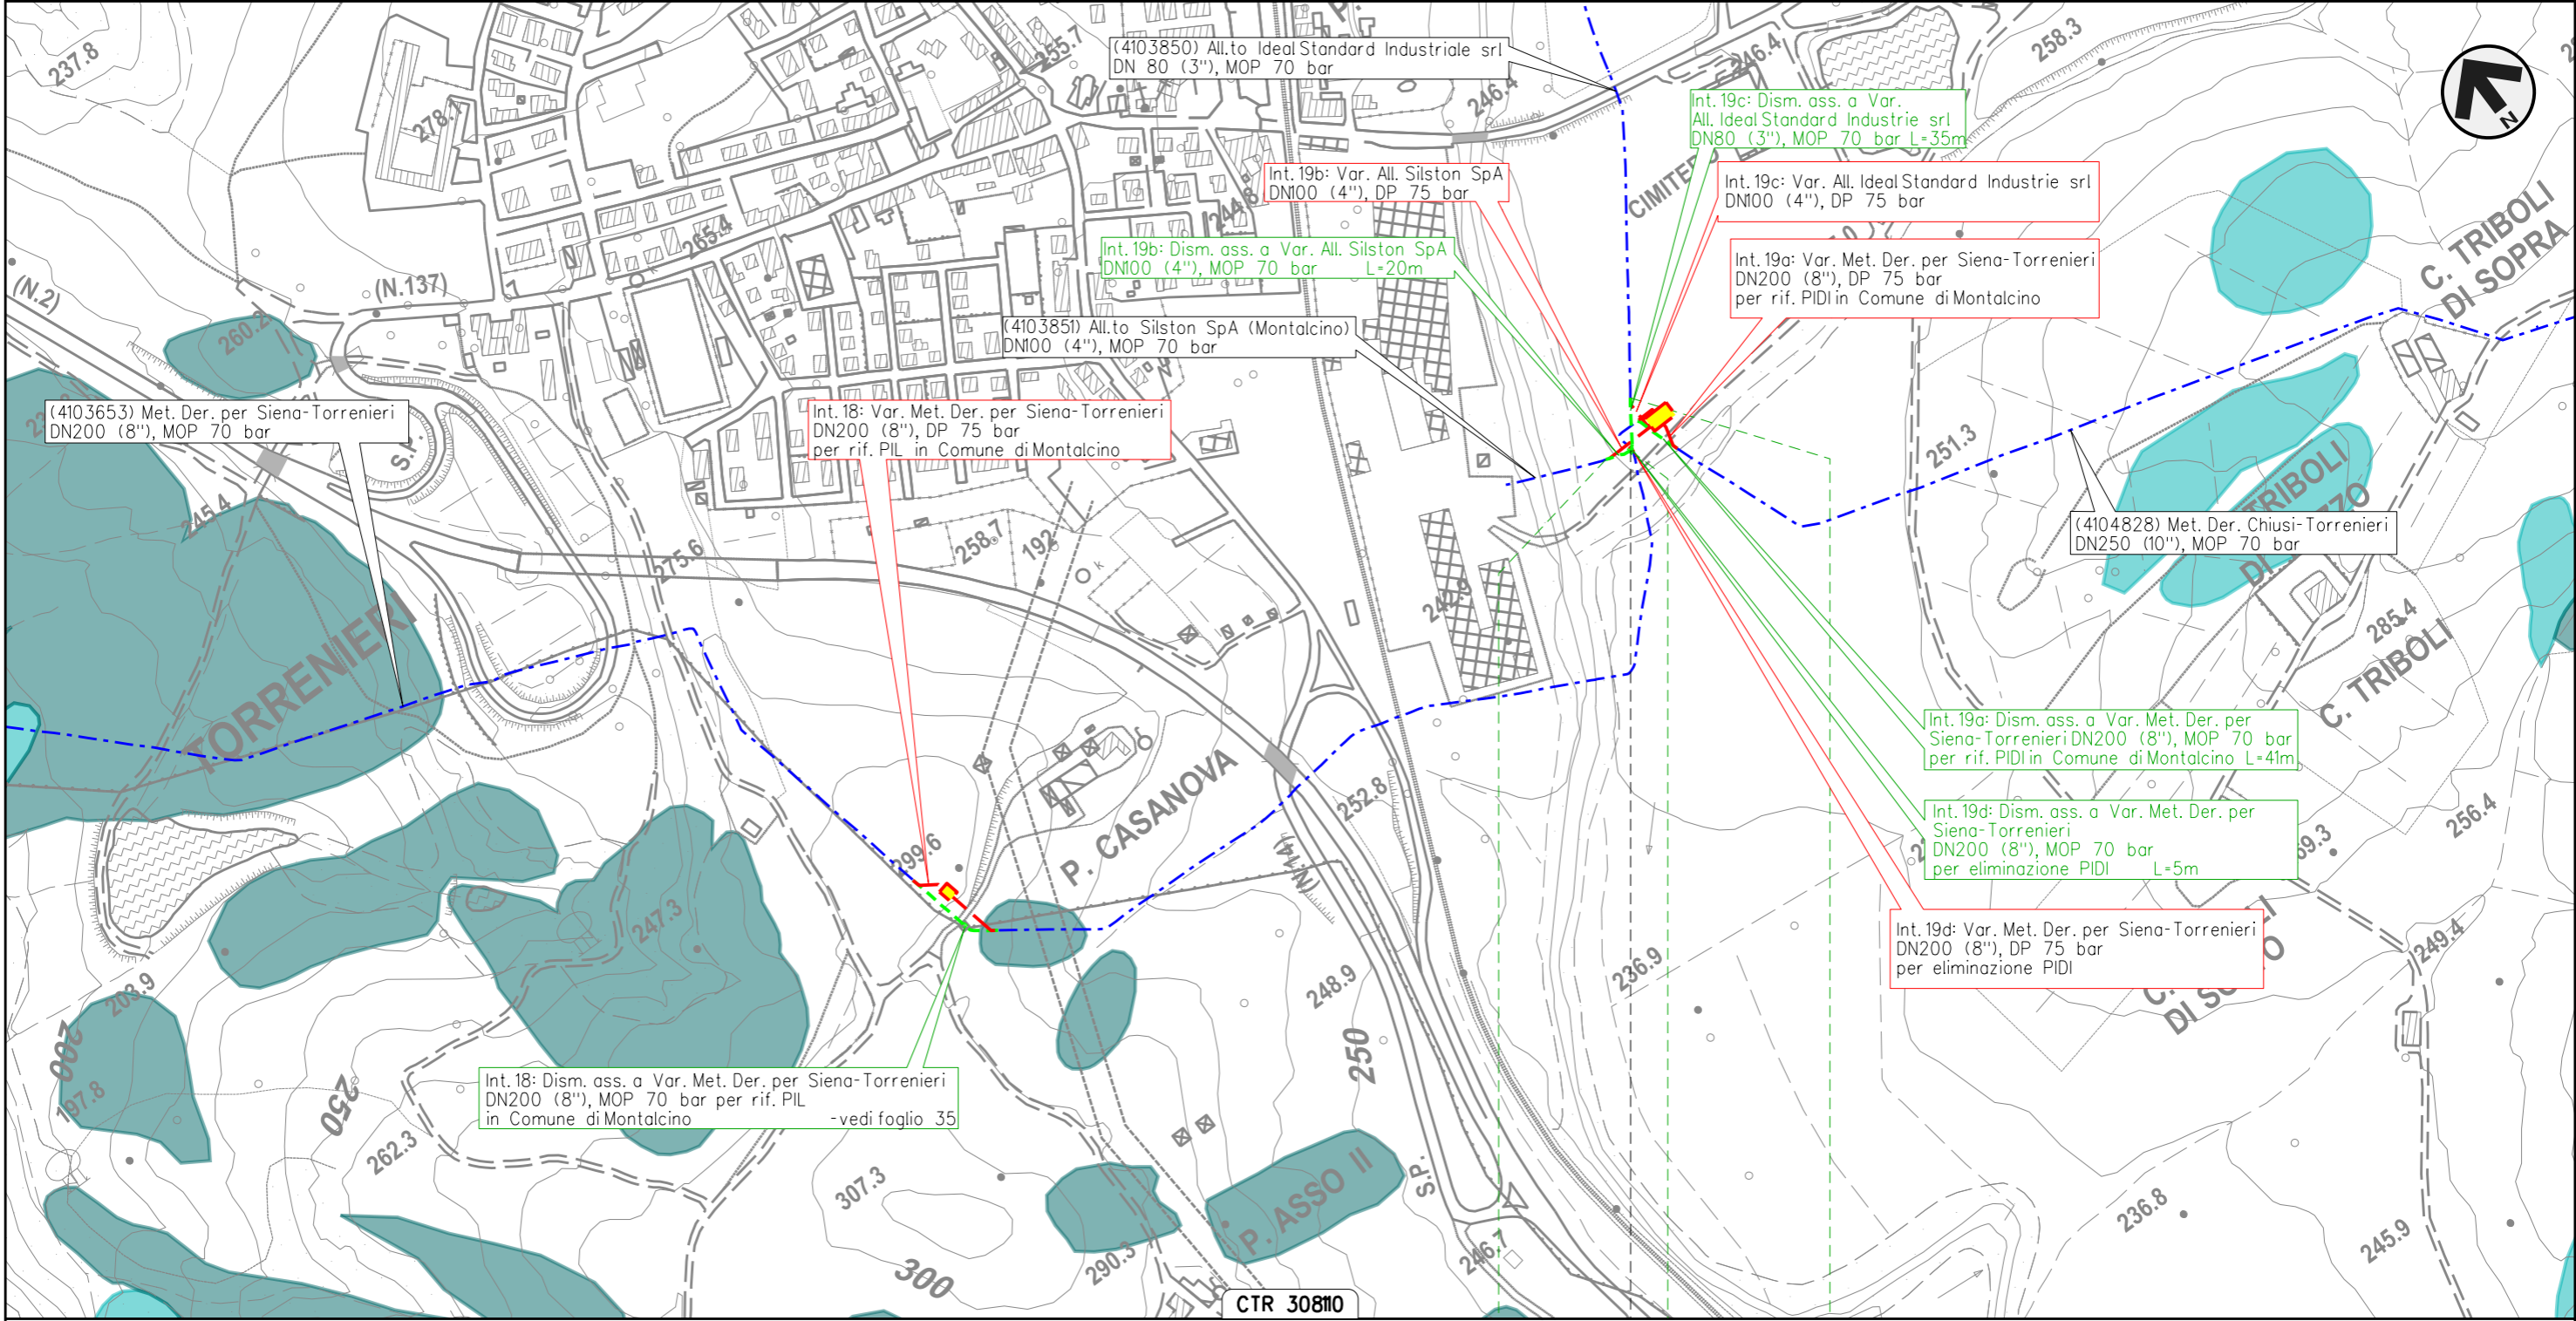 237.8
278.7
255.7
(4103850) All.to Ideal Standard Industriale srl
DN 80 (3"), MOP 70 bar
246.4
246.4
258.3
N
Int. 19c: Dism. ass. a Var.
All. Ideal Standard Industrie srl
DN80 (3"), MOP 70 bar L=35m
Int. 19b: Var. All. Silston SpA
DN100 (4"), DP 75 bar
244.8
Int. 19c: Var. All. Ideal Standard Industrie srl
DN100 (4"), DP 75 bar
C. TRIBOLI
DI SOPRA
265.4
Int. 19b: Dism. ass. a Var. All. Silston SpA
DN100 (4"), MOP 70 bar L=20m
Int. 19a: Var. Met. Der. per Siena-Torrenieri
DN200 (8"), DP 75 bar
per rif. PIDI in Comune di Montalcino
(N.2)
(N.137)
260.2
(4103851) All.to Silston SpA (Montalcino)
DN100 (4"), MOP 70 bar
(4103653) Met. Der. per Siena-Torrenieri
DN200 (8"), MOP 70 bar
S.P.
Int. 18: Var. Met. Der. per Siena-Torrenieri
DN200 (8"), DP 75 bar
per rif. PIL in Comune di Montalcino
251.3
245.4
275.6
258.7
192
k
(4104828) Met. Der. Chiusi-Torrenieri
DN250 (10"), MOP 70 bar
TRIBOLI
285.4
C. TRIBOLI
TORRENIERI
Int. 19a: Dism. ass. a Var. Met. Der. per
Siena-Torrenieri DN200 (8"), MOP 70 bar
per rif. PIDI in Comune di Montalcino L=41m
P. CASANOVA
252.8
256.4
Int. 19d: Dism. ass. a Var. Met. Der. per
Siena-Torrenieri
DN200 (8"), MOP 70 bar
per eliminazione PIDI L=5m
299.6
247.3
Int. 19d: Var. Met. Der. per Siena-Torrenieri
DN200 (8"), DP 75 bar
per eliminazione PIDI
249.4
236.9
248.9
203.9
200
197.8
250
250
262.3
Int. 18: Dism. ass. a Var. Met. Der. per Siena-Torrenieri
DN200 (8"), MOP 70 bar per rif. PIL
in Comune di Montalcino -vedi foglio 35
307.3
P. ASSO II
S.P.
236.8
245.9
246.7
290.3
300
CTR 308110